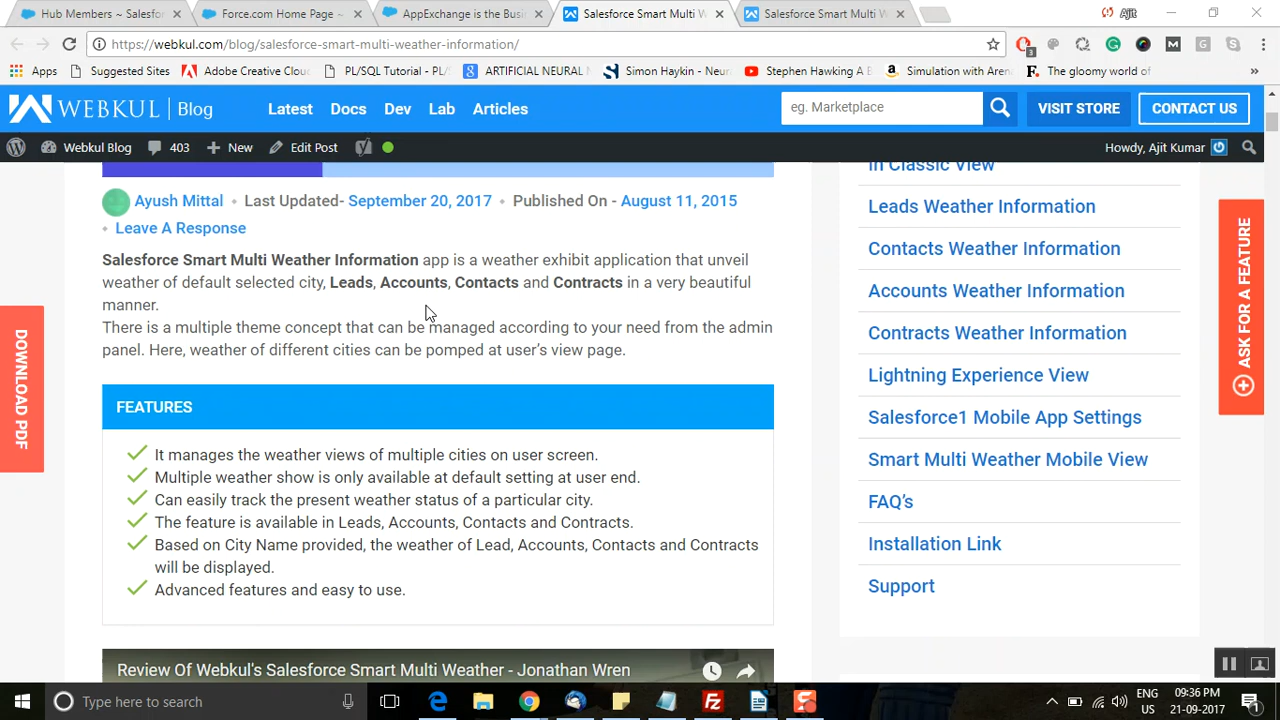 Hub Members ~ Salesfor
Force.com Home Page ~
AppExchange is the Busi
Salesforce Smart Multi W
Salesforce Smart Multi W
Ajit
https://webkul.com/blog/salesforce-smart-multi-weather-information/
Apps
Suggested Sites
Adobe Creative Clou
PL/SQL Tutorial - PL/S
ARTIFICIAL NEURAL
Simon Haykin - Neur
Stephen Hawking A B
Simulation with Aren
The gloomy world of
WEBKUL | Blog
Latest
Docs
Dev
Lab
Articles
eg. Marketplace
VISIT STORE
CONTACT US
Webkul Blog
403
New
Edit Post
Howdy, Ajit Kumar
Ayush Mittal • Last Updated- September 20, 2017 • Published On - August 11, 2015
• Leave A Response
Salesforce Smart Multi Weather Information app is a weather exhibit application that unveil
weather of default selected city, Leads, Accounts, Contacts and Contracts in a very beautiful
manner.
There is a multiple theme concept that can be managed according to your need from the admin
panel. Here, weather of different cities can be pomped at user's view page.
FEATURES
It manages the weather views of multiple cities on user screen.
Multiple weather show is only available at default setting at user end.
Can easily track the present weather status of a particular city.
The feature is available in Leads, Accounts, Contacts and Contracts.
Based on City Name provided, the weather of Lead, Accounts, Contacts and Contracts
will be displayed.
Advanced features and easy to use.
Review Of Webkul's Salesforce Smart Multi Weather - Jonathan Wren
In Classic View
Leads Weather Information
Contacts Weather Information
Accounts Weather Information
Contracts Weather Information
Lightning Experience View
Salesforce1 Mobile App Settings
Smart Multi Weather Mobile View
FAQ's
Installation Link
Support
DOWNLOAD PDF
ASK FOR A FEATURE
Type here to search
ENG
US
09:36 PM
21-09-2017